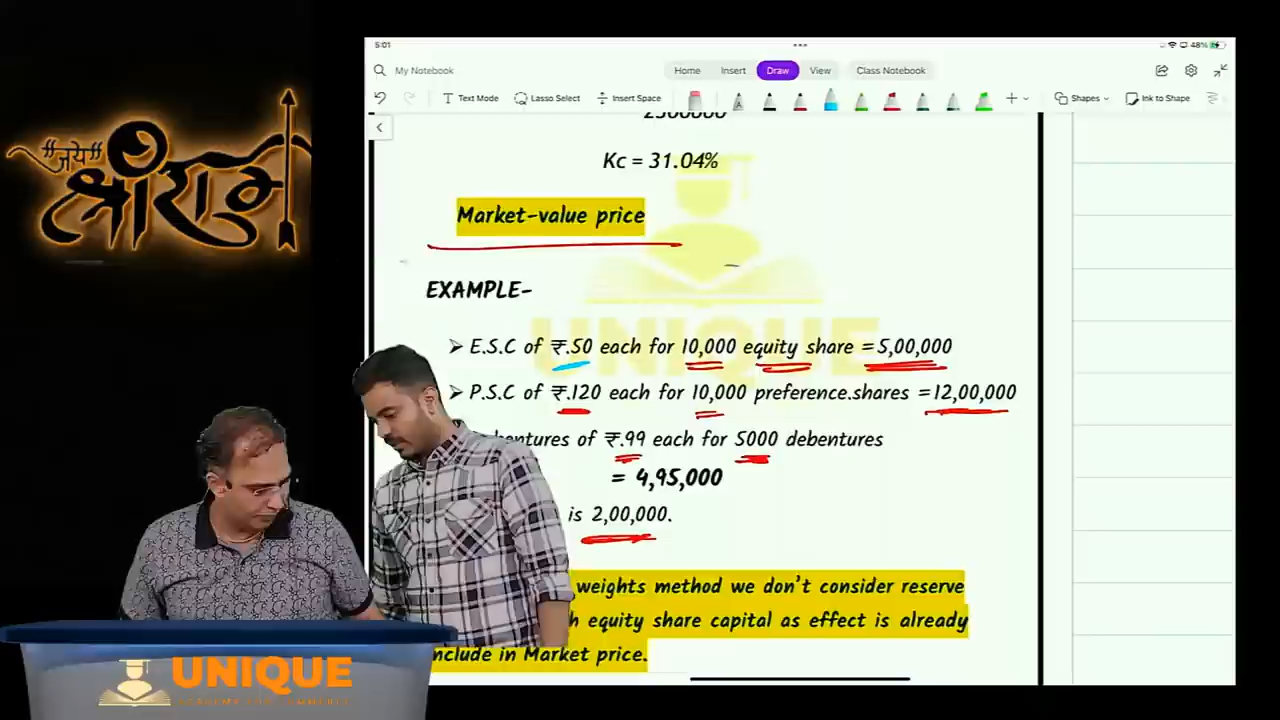 5:01
48%
My Notebook
Home Insert Draw View Class Notebook
Text Mode Lasso Select Insert Space Shapes Ink to Shape
2500000
Kc = 31.04%
"जय"
श्रीराम
Market-value price
EXAMPLE-
➢ E.S.C of ₹.50 each for 10,000 equity share = 5,00,000
➢ P.S.C of ₹.120 each for 10,000 preference.shares = 12,00,000
of ₹.99 each for 5000 debentures
= 4,95,000
is 2,00,000.
weights method we don't consider reserve
equity share capital as effect is already
in Market price.
UNIQUE
UNIQUE